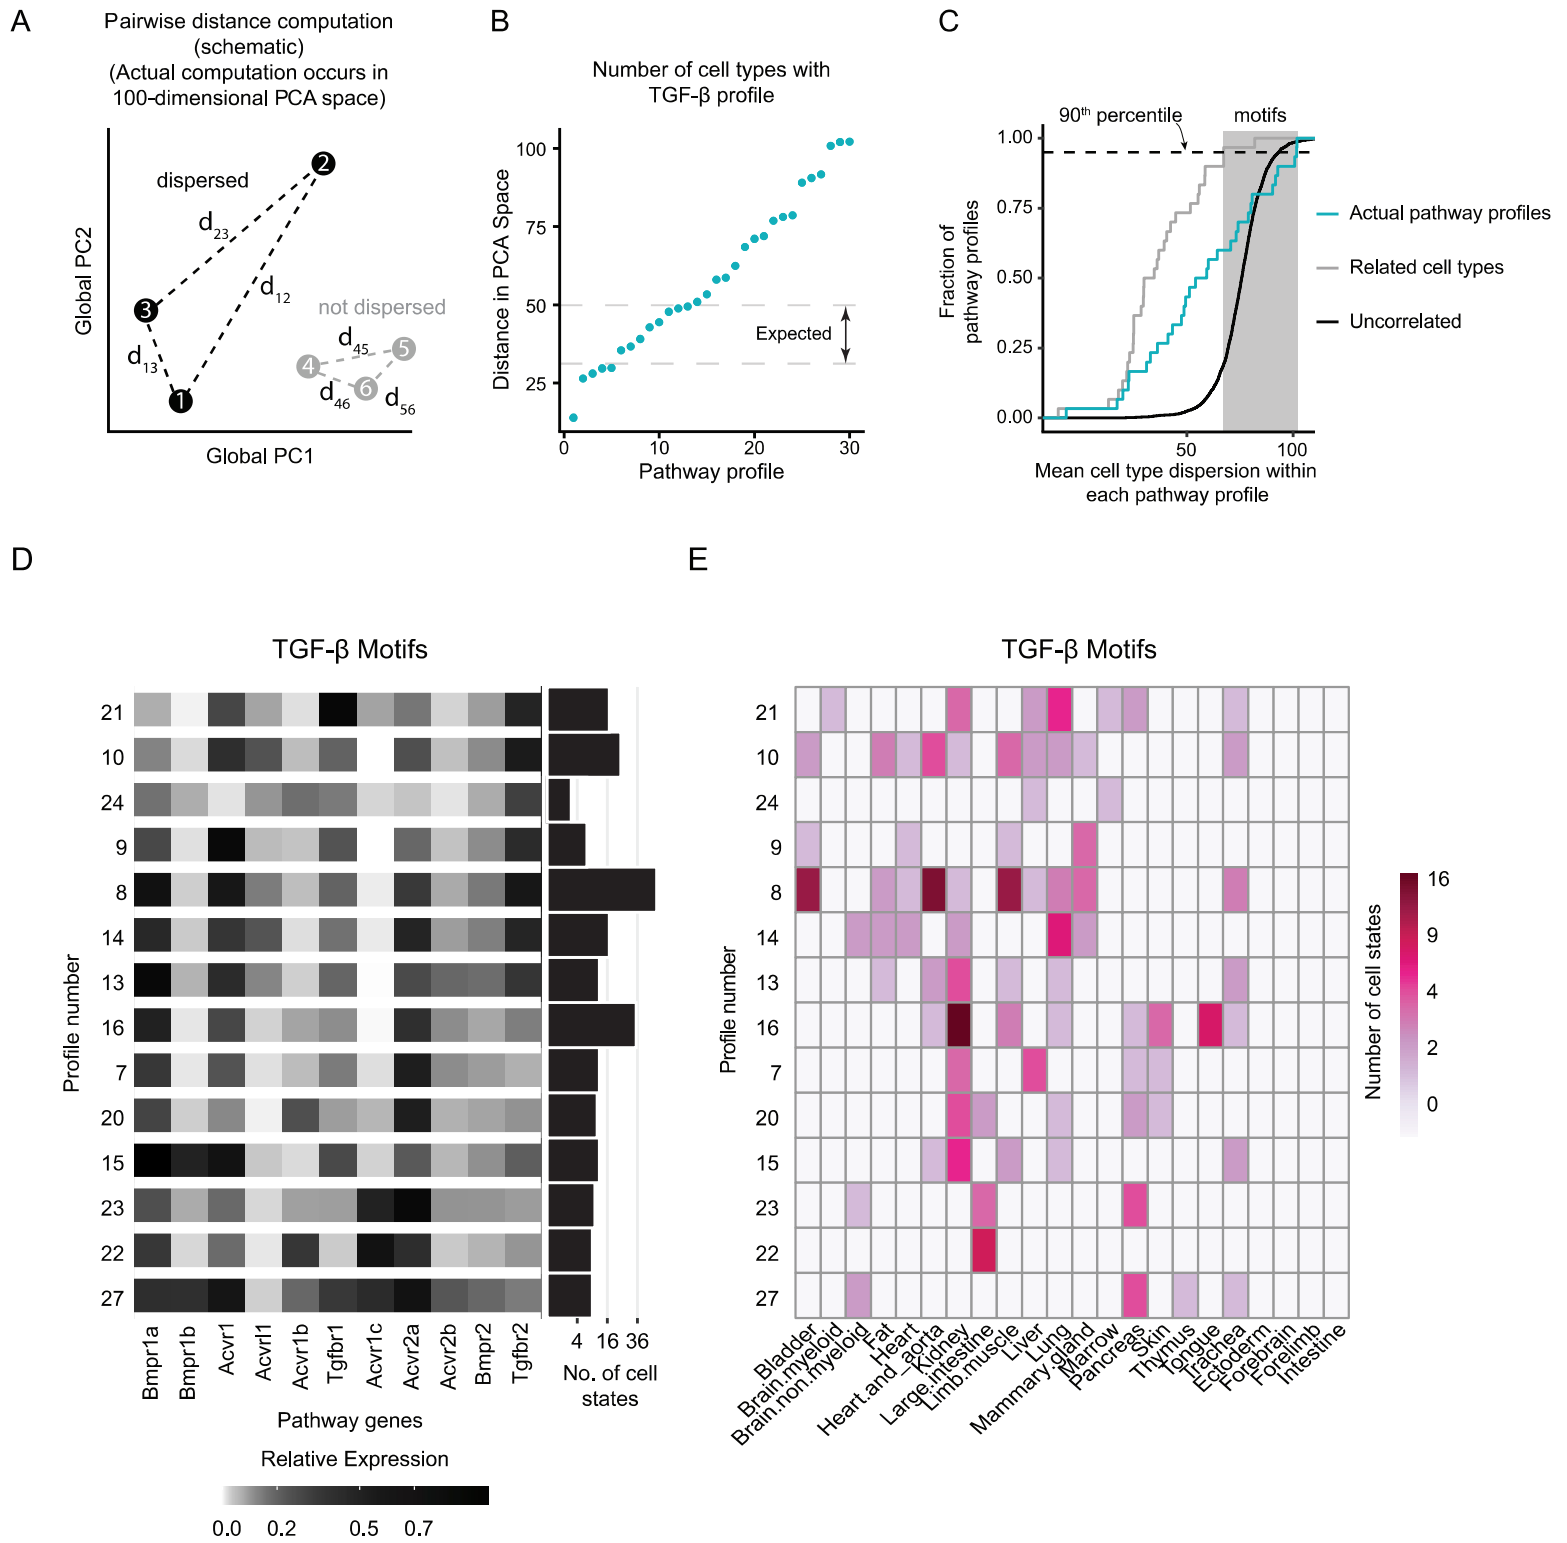 A
Pairwise distance computation
(schematic)
(Actual computation occurs in
100-dimensional PCA space)
Global PC2
dispersed
2
d23
d12
3
d13
1
not dispersed
d45
4
5
6
d46
d56
Global PC1
B
Number of cell types with
TGF-β profile
Distance in PCA Space
100
75
50
25
Expected
0
10
20
30
Pathway profile
C
90th percentile
motifs
Fraction of
pathway profiles
1.00
0.75
0.50
0.25
0.00
50
100
Mean cell type dispersion within
each pathway profile
Actual pathway profiles
Related cell types
Uncorrelated
D
TGF-β Motifs
Profile number
21
10
24
9
8
14
13
16
7
20
15
23
22
27
Bmpr1a
Bmpr1b
Acvr1
Acvrl1
Acvr1b
Tgfbr1
Acvr1c
Acvr2a
Acvr2b
Bmpr2
Tgfbr2
4
16
36
No. of cell
states
Pathway genes
Relative Expression
0.0
0.2
0.5
0.7
E
TGF-β Motifs
Profile number
21
10
24
9
8
14
13
16
7
20
15
23
22
27
Bladder
Brain.myeloid
Brain.non.myeloid
Fat
Heart
Heart.and_aorta
_Kidney
Large.intestine
Limb.muscle
Liver
Lung
Mammary.gland
Marrow
Pancreas
Skin
Thymus
Tongue
Trachea
Ectoderm
Forebrain
Forelimb
Intestine
Number of cell states
16
9
4
2
0